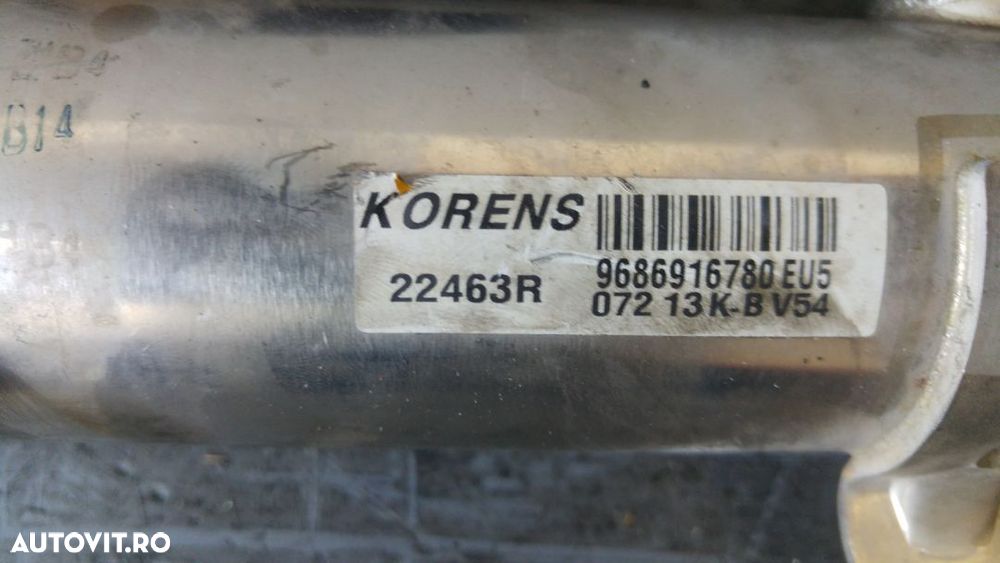 B14
KORENS
9686916780 EU5
22463R
072 13 K-B V54
AUTOVIT.RO